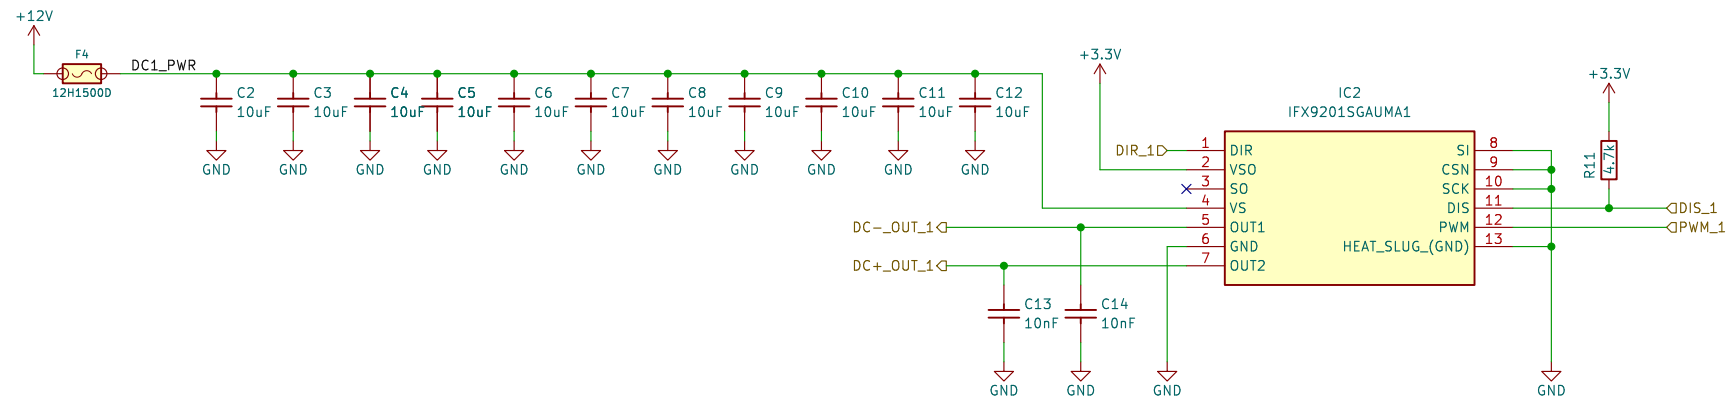 +12V
F4
12H1500D
DC1_PWR
C2
10uF
GND
C3
10uF
GND
C4
10uF
GND
C5
10uF
GND
C6
10uF
GND
C7
10uF
GND
C8
10uF
GND
C9
10uF
GND
C10
10uF
GND
C11
10uF
GND
C12
10uF
GND
+3.3V
IC2
IFX9201SGAUMA1
DIR_1
1 DIR
2 VSO
3 SO
4 VS
DC-_OUT_1
5 OUT1
6 GND
DC+_OUT_1
7 OUT2
SI 8
CSN 9
SCK 10
DIS 11
PWM 12
HEAT_SLUG_(GND) 13
+3.3V
R11
4.7k
DIS_1
PWM_1
C13
10nF
GND
C14
10nF
GND
GND
GND